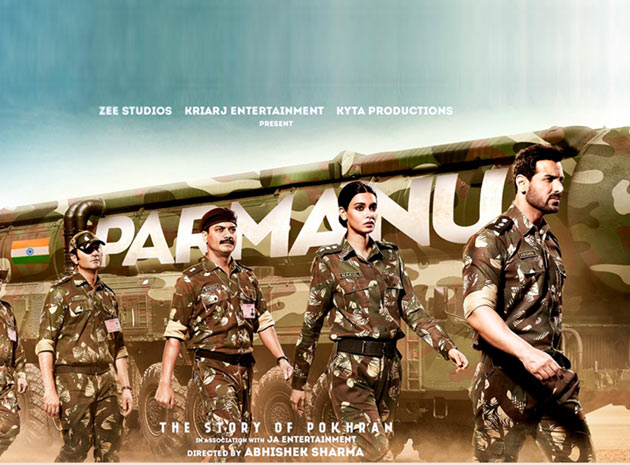 ZEE STUDIOS KRIARJ ENTERTAINMENT KYTA PRODUCTIONS
PRESENT
PARMANU
THE STORY OF POKHRAN
IN ASSOCIATION WITH JA ENTERTAINMENT
DIRECTED BY ABHISHEK SHARMA